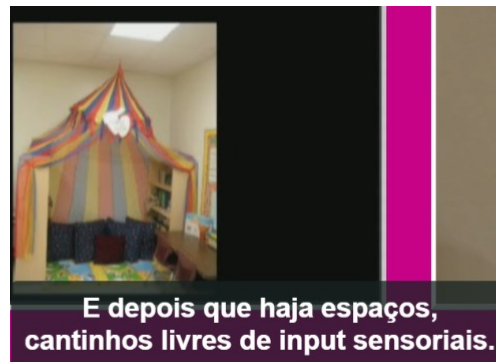 E depois que haja espaços,
cantinhos livres de input sensoriais.